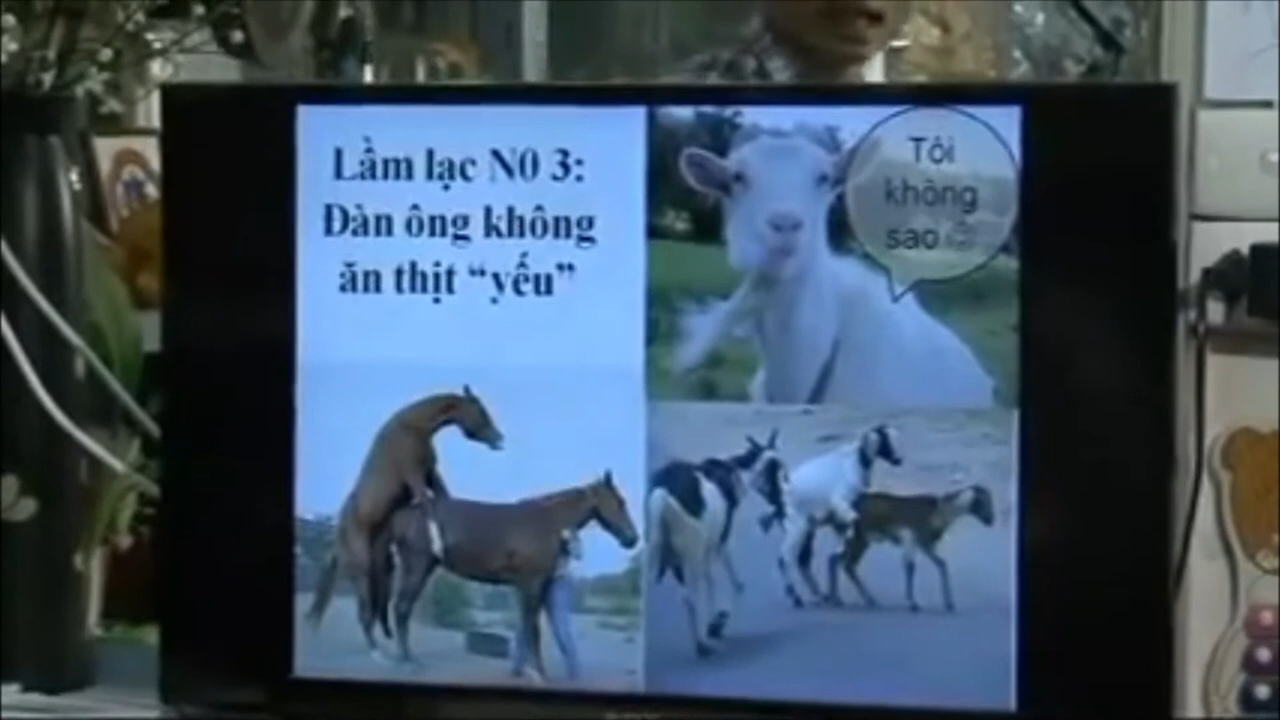 Lầm lạc N0 3:
Đàn ông không
ăn thịt “yếu”
Tôi
không
sao